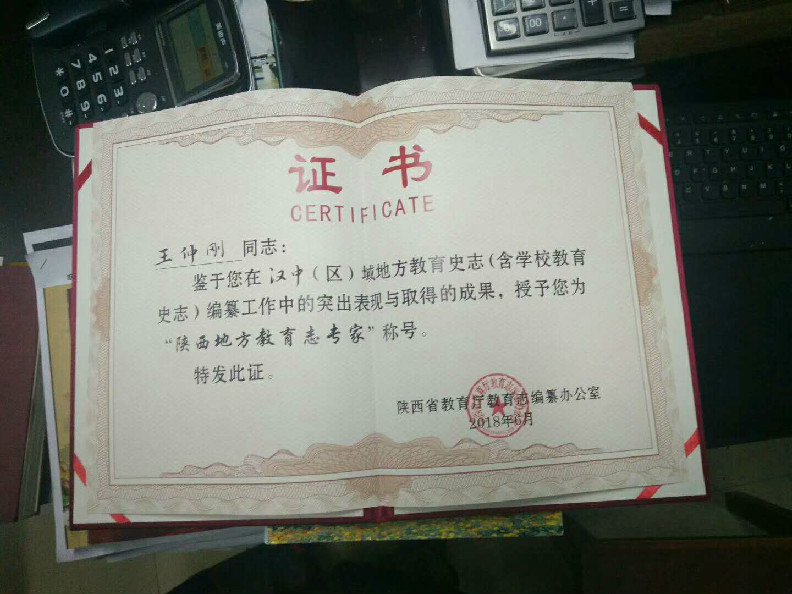 证书
CERTIFICATE
王仲刚 同志：
鉴于您在汉中（区）域地方教育史志（含学校教育
史志）编纂工作中的突出表现与取得的成果，授予您为
“陕西地方教育志专家”称号。
特发此证。
陕西省教育厅教育志编纂办公室
2018年6月